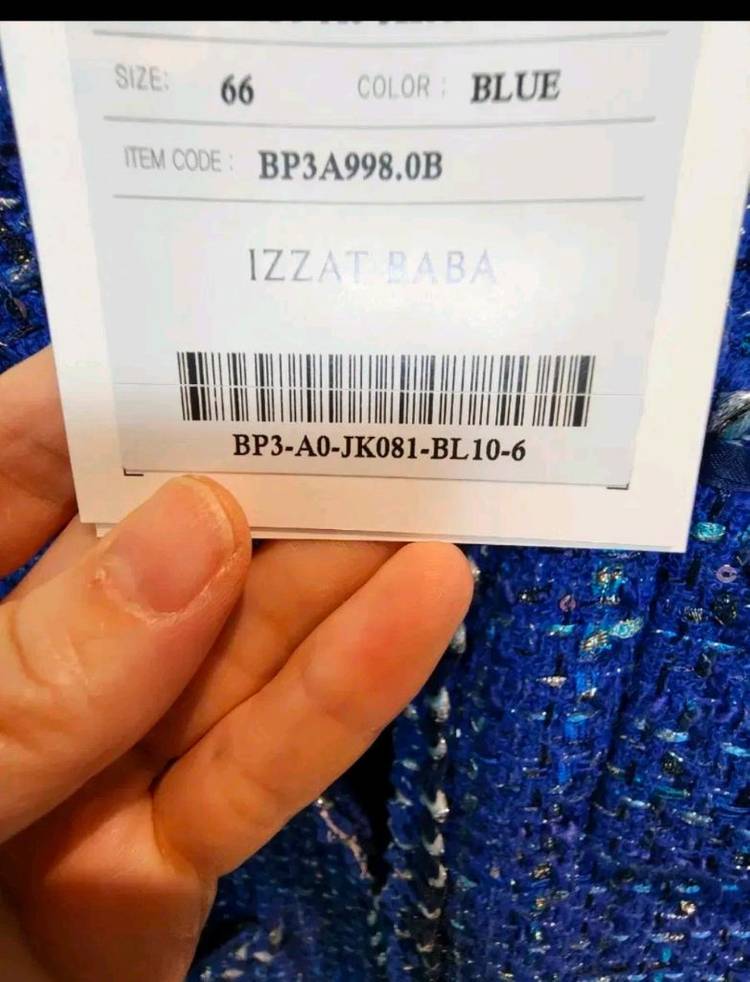 SIZE: 66 COLOR : BLUE
ITEM CODE : BP3A998.0B
IZZAT BABA
BP3-A0-JK081-BL10-6